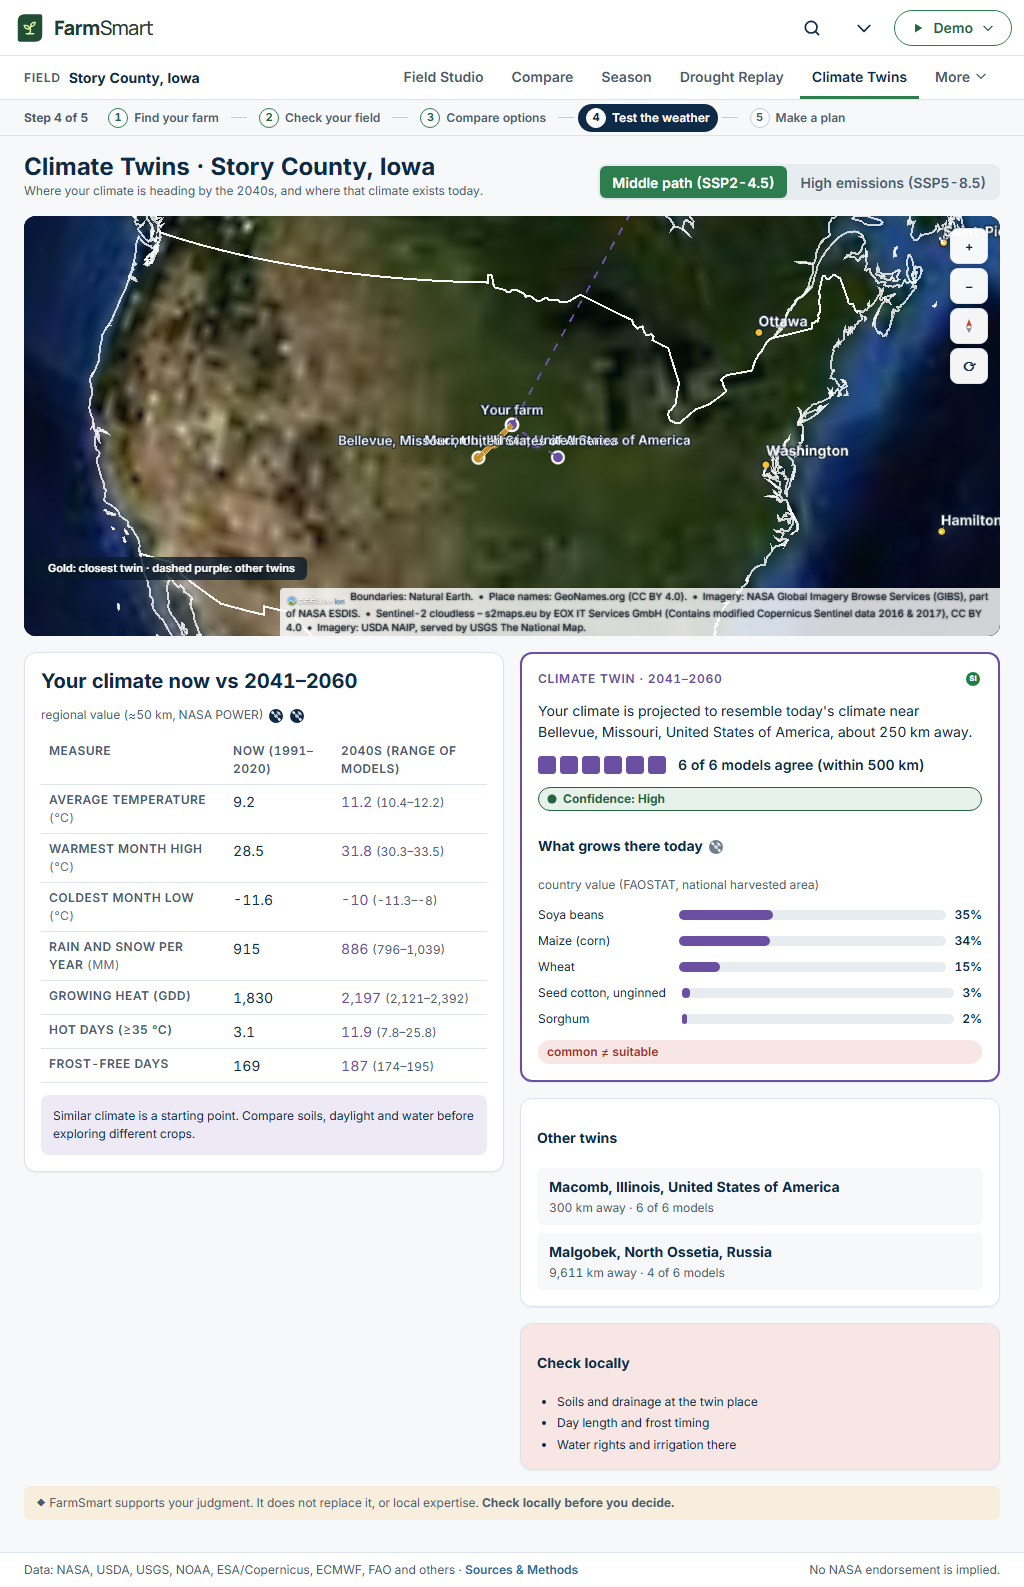 FarmSmart
Demo
FIELD Story County, Iowa
Field Studio
Compare
Season
Drought Replay
Climate Twins
More
Step 4 of 5
1 Find your farm
2 Check your field
3 Compare options
4 Test the weather
5 Make a plan
Climate Twins · Story County, Iowa
Where your climate is heading by the 2040s, and where that climate exists today.
Middle path (SSP2-4.5)
High emissions (SSP5-8.5)
+
−
Ottawa
Your farm
Bellevue,
of America
Washington
Hamilton
Gold: closest twin · dashed purple: other twins
Boundaries: Natural Earth. • Place names: GeoNames.org (CC BY 4.0). • Imagery: NASA Global Imagery Browse Services (GIBS), part
of NASA ESDIS. • Sentinel-2 cloudless – s2maps.eu by EOX IT Services GmbH (Contains modified Copernicus Sentinel data 2016 & 2017), CC BY
4.0 • Imagery: USDA NAIP, served by USGS The National Map.
Your climate now vs 2041–2060
regional value (≈50 km, NASA POWER)
MEASURE
NOW (1991–
2020)
2040S (RANGE OF
MODELS)
AVERAGE TEMPERATURE
(°C)
9.2
11.2 (10.4–12.2)
WARMEST MONTH HIGH
(°C)
28.5
31.8 (30.3–33.5)
COLDEST MONTH LOW
(°C)
-11.6
-10 (-11.3–-8)
RAIN AND SNOW PER
YEAR (MM)
915
886 (796–1,039)
GROWING HEAT (GDD)
1,830
2,197 (2,121–2,392)
HOT DAYS (≥35 °C)
3.1
11.9 (7.8–25.8)
FROST-FREE DAYS
169
187 (174–195)
Similar climate is a starting point. Compare soils, daylight and water before
exploring different crops.
CLIMATE TWIN · 2041–2060
SI
Your climate is projected to resemble today's climate near
Bellevue, Missouri, United States of America, about 250 km away.
6 of 6 models agree (within 500 km)
Confidence: High
What grows there today
country value (FAOSTAT, national harvested area)
Soya beans 35%
Maize (corn) 34%
Wheat 15%
Seed cotton, unginned 3%
Sorghum 2%
common ≠ suitable
Other twins
Macomb, Illinois, United States of America
300 km away · 6 of 6 models
Malgobek, North Ossetia, Russia
9,611 km away · 4 of 6 models
Check locally
• Soils and drainage at the twin place
• Day length and frost timing
• Water rights and irrigation there
FarmSmart supports your judgment. It does not replace it, or local expertise. Check locally before you decide.
Data: NASA, USDA, USGS, NOAA, ESA/Copernicus, ECMWF, FAO and others · Sources & Methods
No NASA endorsement is implied.